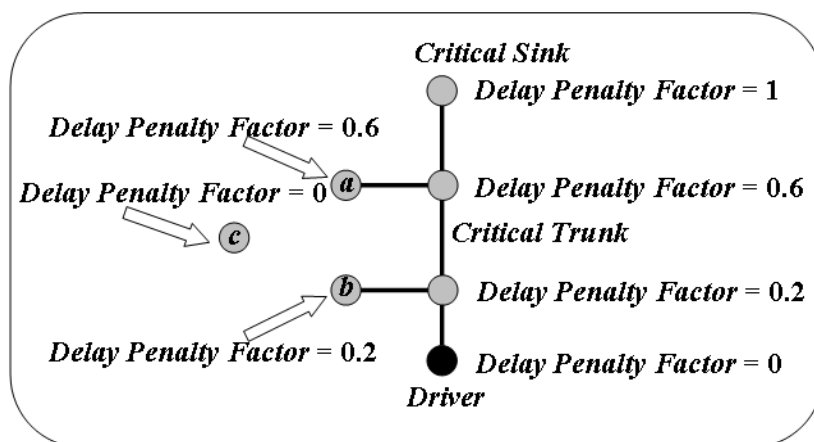 Critical Sink
Delay Penalty Factor = 1
Delay Penalty Factor = 0.6
a
Delay Penalty Factor = 0.6
Delay Penalty Factor = 0
c
Critical Trunk
b
Delay Penalty Factor = 0.2
Delay Penalty Factor = 0.2
Delay Penalty Factor = 0
Driver